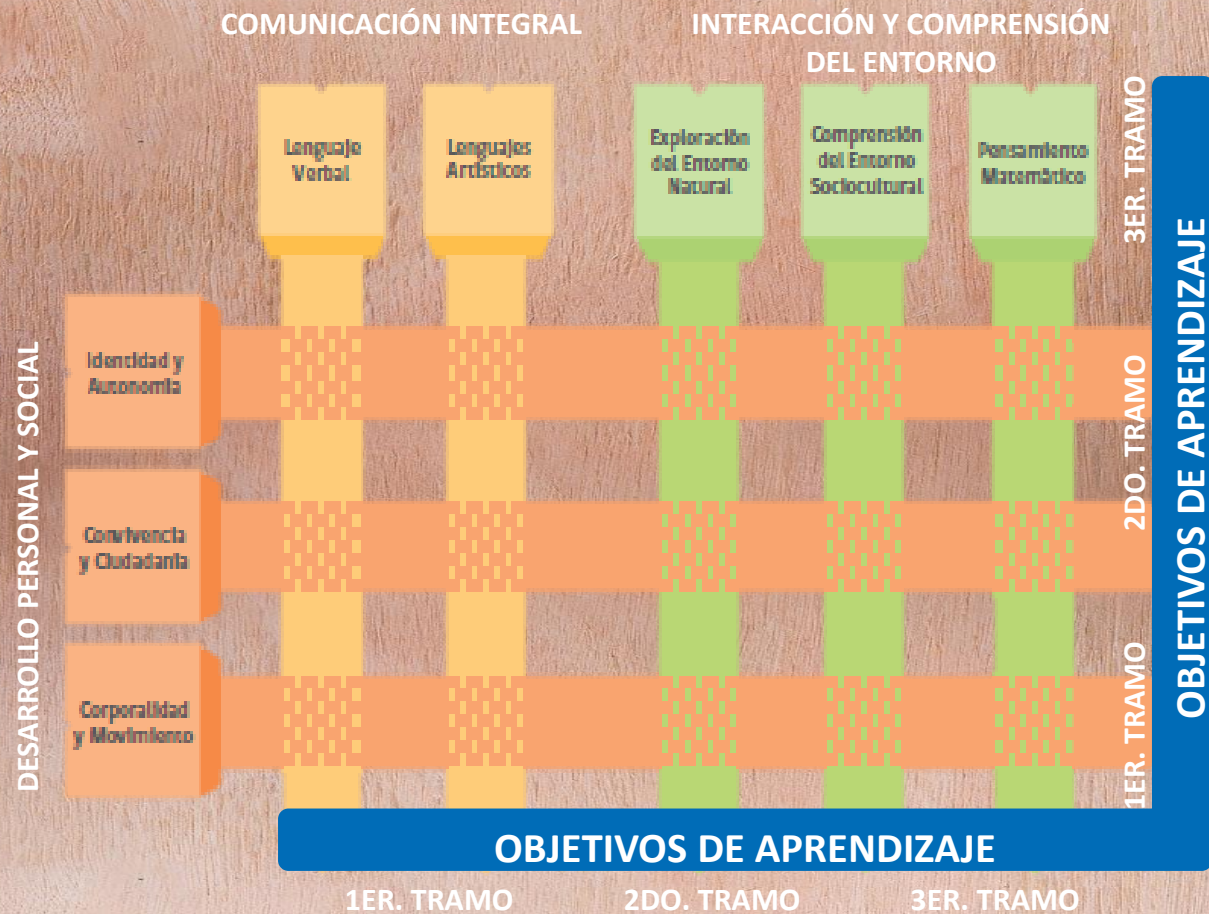 COMUNICACIÓN INTEGRAL
INTERACCIÓN Y COMPRENSIÓN
DEL ENTORNO
Lenguaje
Verbal
Lenguajes
Artísticos
Exploración
del Entorno
Natural
Comprensión
del Entorno
Sociocultural
Pensamiento
Matemático
DESARROLLO PERSONAL Y SOCIAL
Identidad y
Autonomía
Convivencia
y Ciudadanía
Corporalidad
y Movimiento
3ER. TRAMO
2DO. TRAMO
1ER. TRAMO
OBJETIVOS DE APRENDIZAJE
OBJETIVOS DE APRENDIZAJE
1ER. TRAMO
2DO. TRAMO
3ER. TRAMO